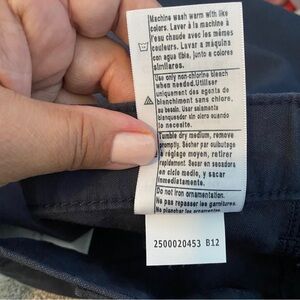 Machine wash warm with like
colors. Laver à la machine à
l'eau chaude avec les mêmes
couleurs. Lavar a maquina
con agua tibia, junto a colores
similares.
Use only non-chlorine bleach
when needed. Utiliser
uniquement des agents de
blanchiment sans chlore,
au besoin. Usar solamente
blanqueador sin cloro cuando
lo necesite.
Tumble dry medium, remove
promptly. Sécher par culbutage
à réglage moyen, retirer
rapidement. Secar en secadora
en ciclo medio, y sacar
inmediatamente.
Do not iron ornamentation.
Ne pas repasser les garnitures.
No planchar los ornamentos.
2500020453 B12